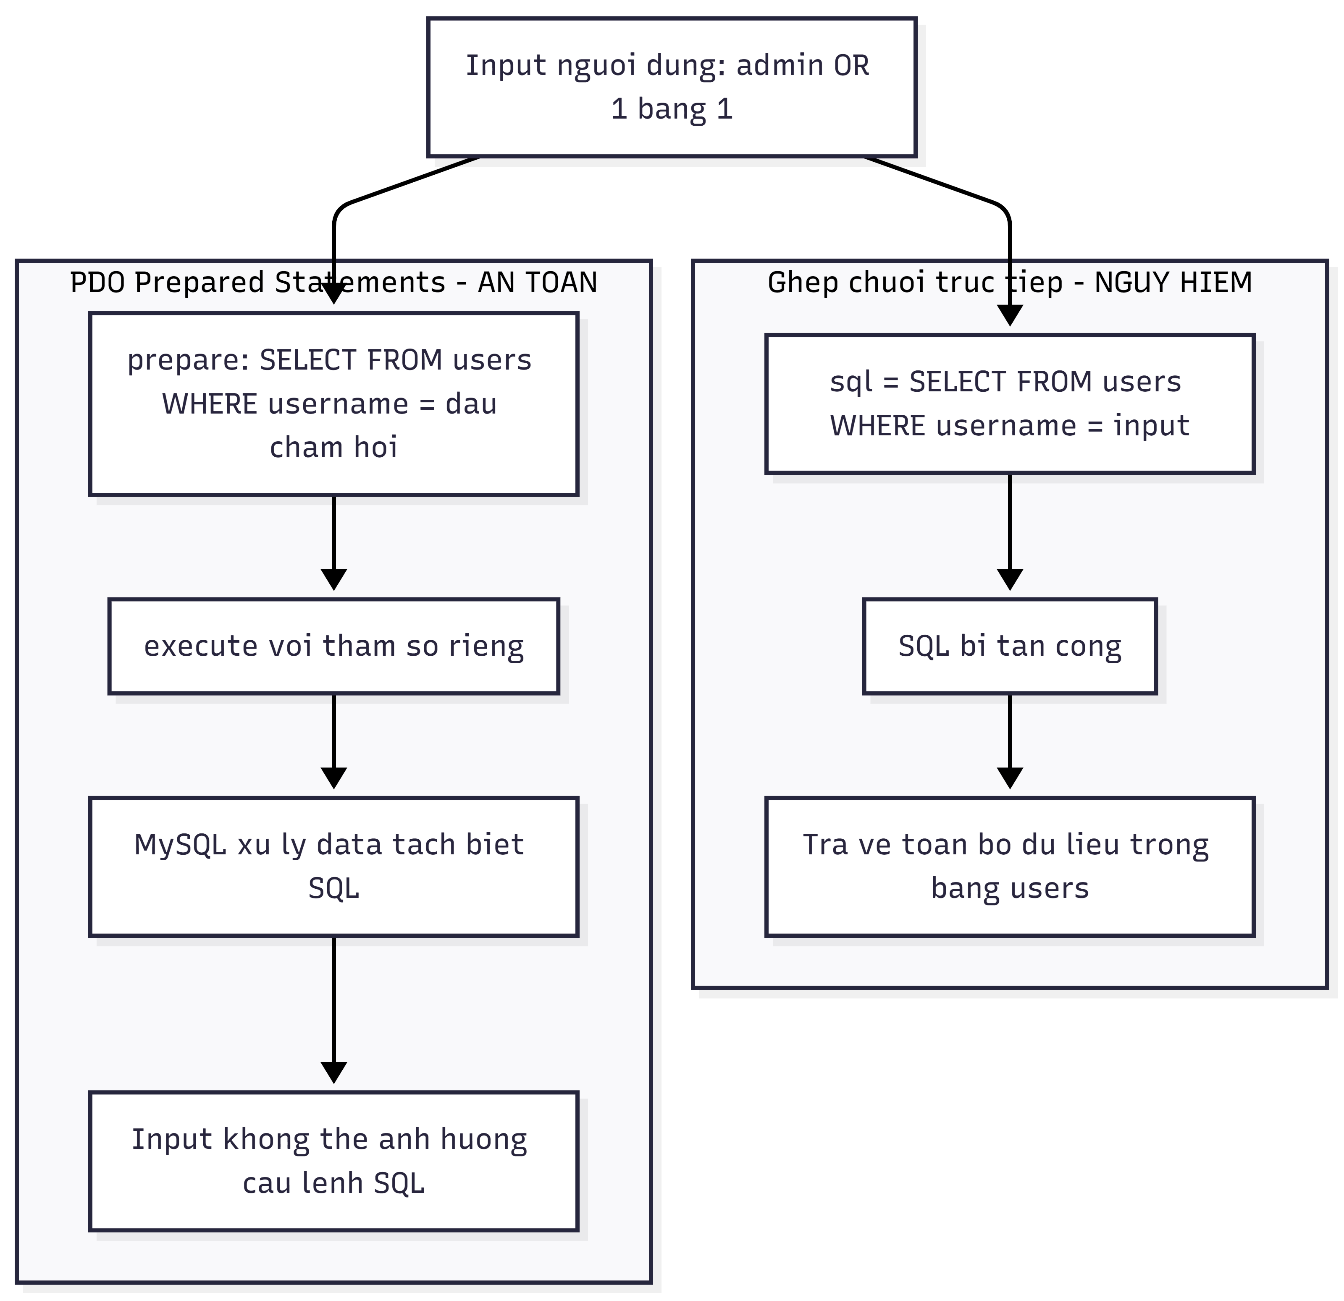 Input nguoi dung: admin OR
1 bang 1
PDO Prepared Statements - AN TOAN
prepare: SELECT FROM users
WHERE username = dau
cham hoi
execute voi tham so rieng
MySQL xu ly data tach biet
SQL
Input khong the anh huong
cau lenh SQL
Ghep chuoi truc tiep - NGUY HIEM
sql = SELECT FROM users
WHERE username = input
SQL bi tan cong
Tra ve toan bo du lieu trong
bang users